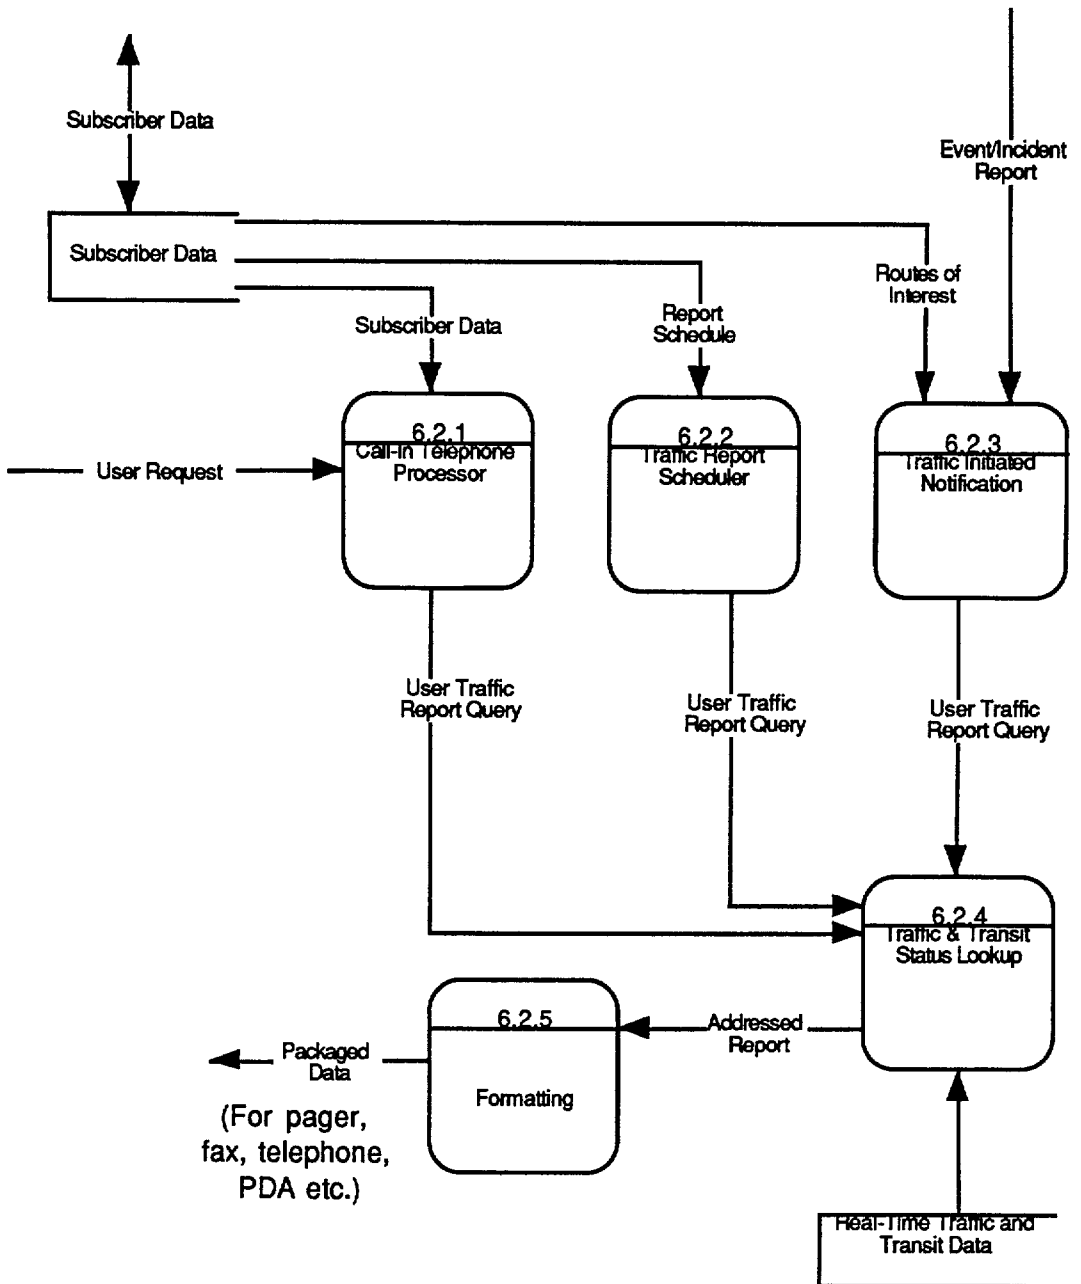 Subscriber Data
Event/Incident
Report
Subscriber Data
Routes of
Interest
Subscriber Data
Report
Schedule
6.2.1
Call-In Telephone
Processor
6.2.2
Traffic Report
Scheduler
6.2.3
Traffic Initiated
Notification
User Request
User Traffic
Report Query
User Traffic
Report Query
User Traffic
Report Query
6.2.4
Traffic & Transit
Status Lookup
6.2.5
Formatting
Addressed
Report
Packaged
Data
(For pager,
fax, telephone,
PDA etc.)
Real-Time Traffic and
Transit Data